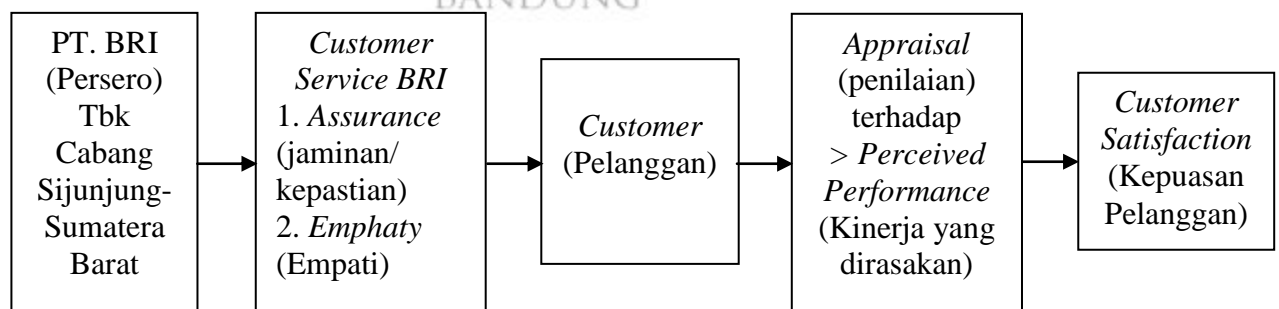 BANDUNG
PT. BRI
(Persero)
Tbk
Cabang
Sijunjung-
Sumatera
Barat
Customer
Service BRI
1. Assurance
(jaminan/
kepastian)
2. Emphaty
(Empati)
Customer
(Pelanggan)
Appraisal
(penilaian)
terhadap
> Perceived
Performance
(Kinerja yang
dirasakan)
Customer
Satisfaction
(Kepuasan
Pelanggan)